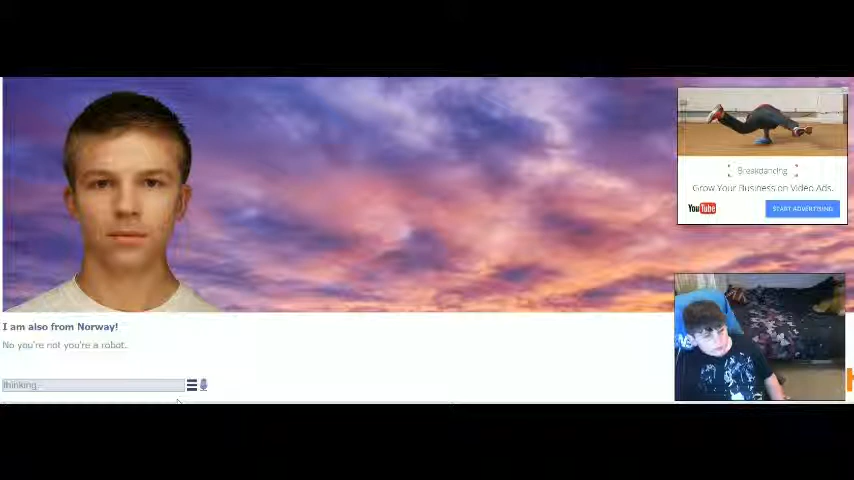 Breakdancing
Grow Your Business on Video Ads.
YouTube
START ADVERTISING
I am also from Norway!
No you're not you're a robot.
thinking...